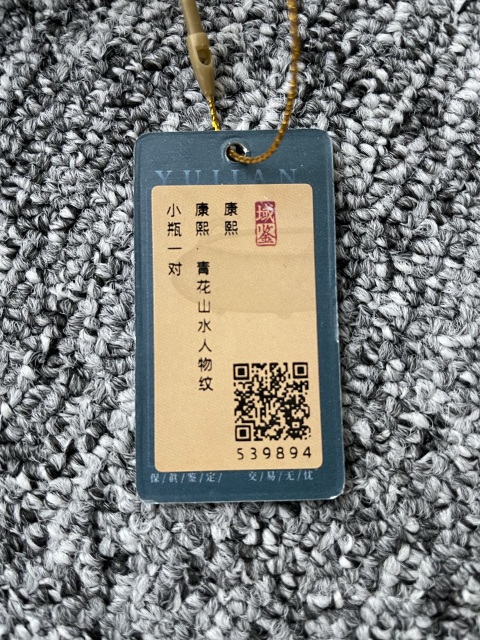 YUJIAN
域鉴
康熙
康熙·青花山水人物纹
小瓶一对
539894
保/真/鉴/定/ 交/易/无/忧